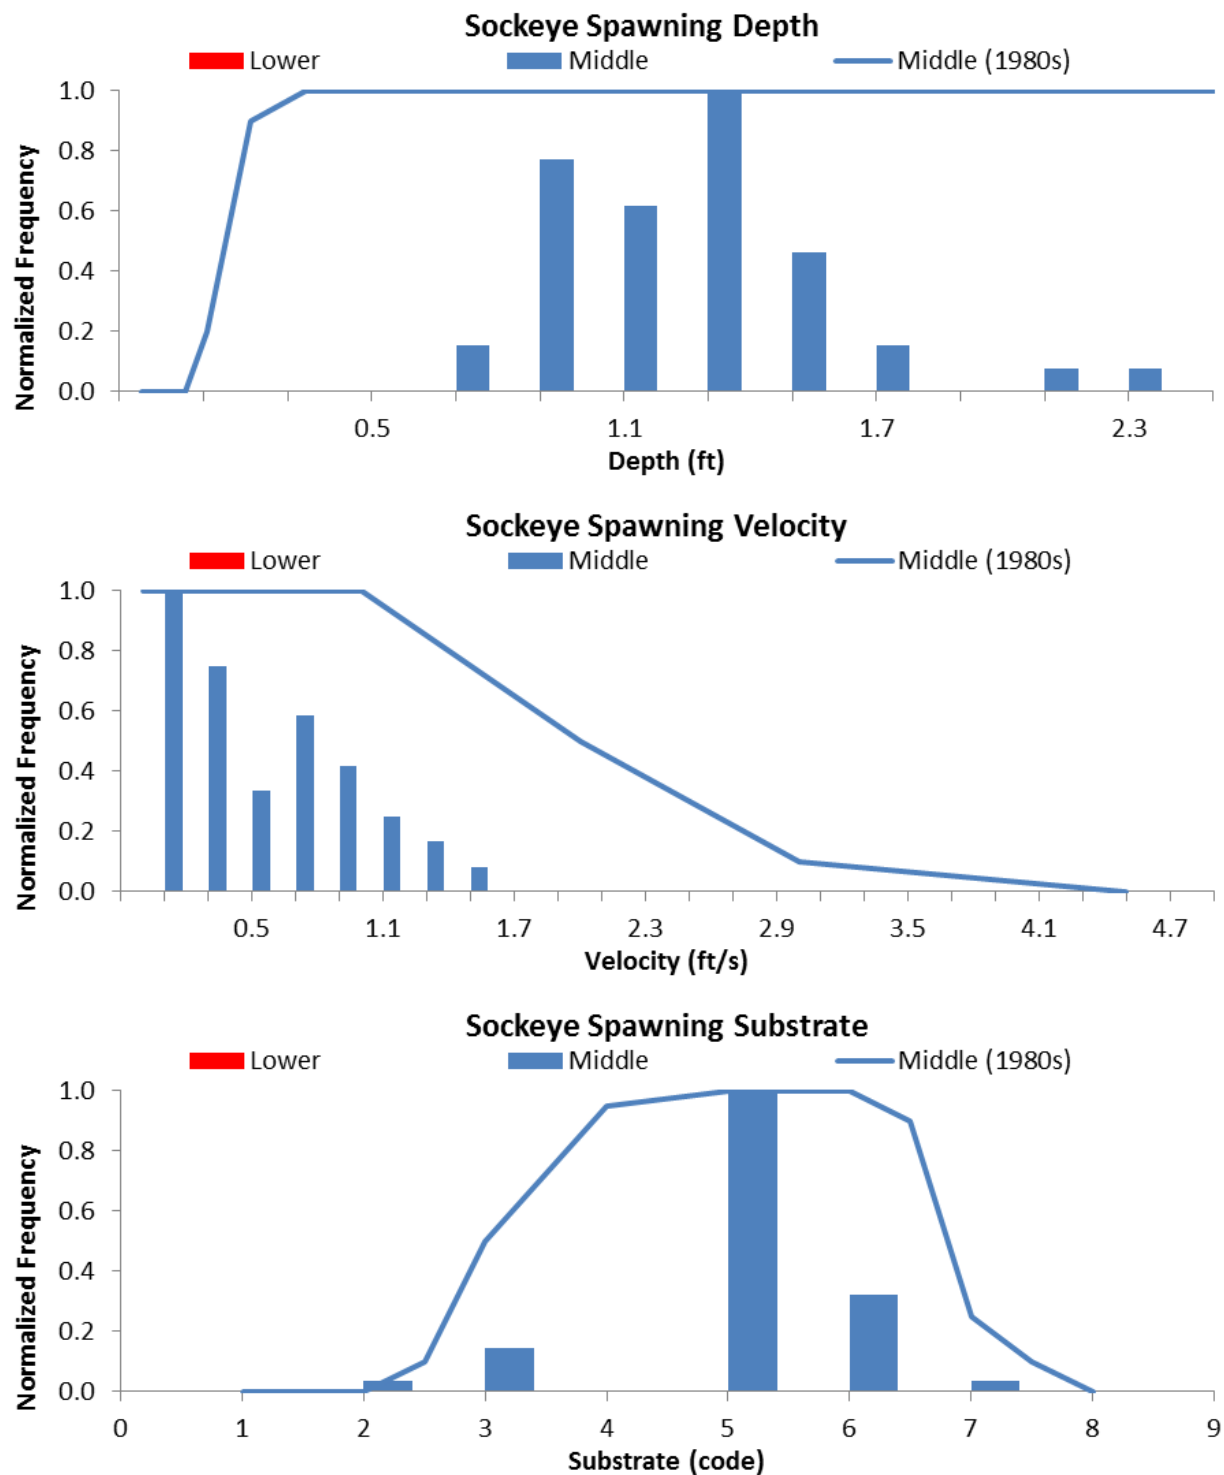 Sockeye Spawning Depth
Lower Middle Middle (1980s)
1.0
0.8
0.6
0.4
0.2
0.0
Normalized Frequency
0.5 1.1 1.7 2.3
Depth (ft)
Sockeye Spawning Velocity
Lower Middle Middle (1980s)
1.0
0.8
0.6
0.4
0.2
0.0
Normalized Frequency
0.5 1.1 1.7 2.3 2.9 3.5 4.1 4.7
Velocity (ft/s)
Sockeye Spawning Substrate
Lower Middle Middle (1980s)
1.0
0.8
0.6
0.4
0.2
0.0
Normalized Frequency
0 1 2 3 4 5 6 7 8 9
Substrate (code)